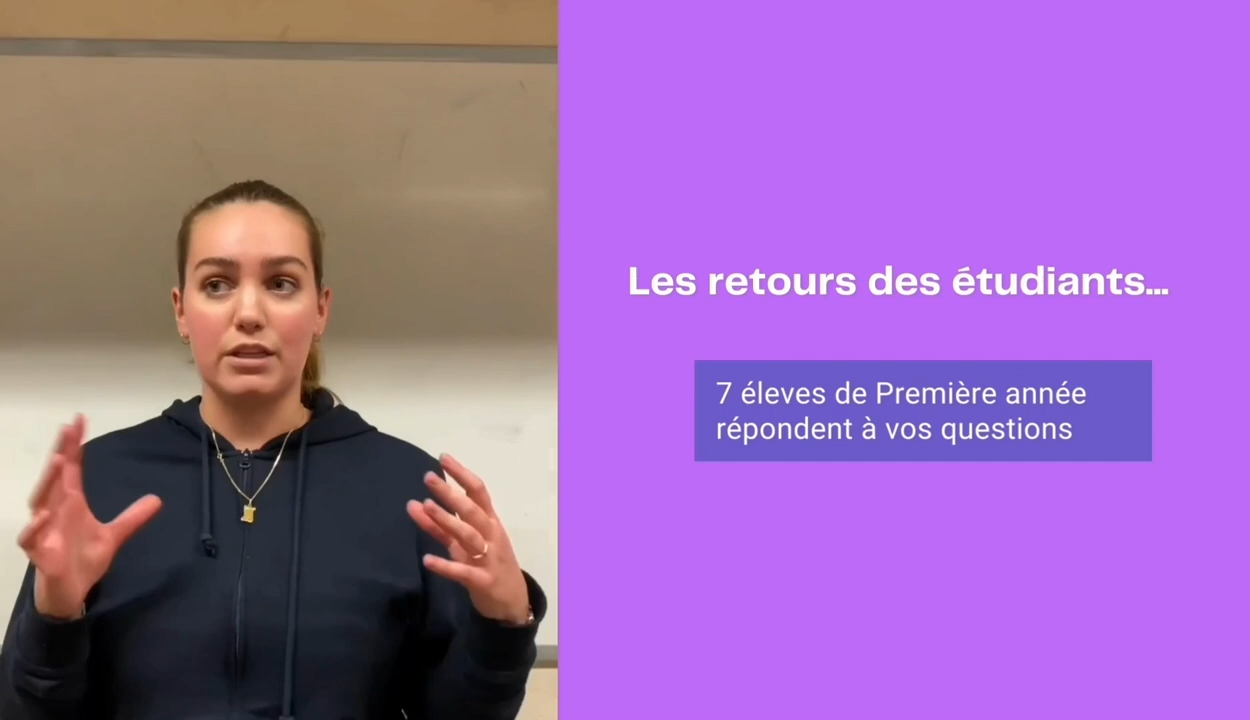 Les retours des étudiants...
7 éleves de Première année
répondent à vos questions